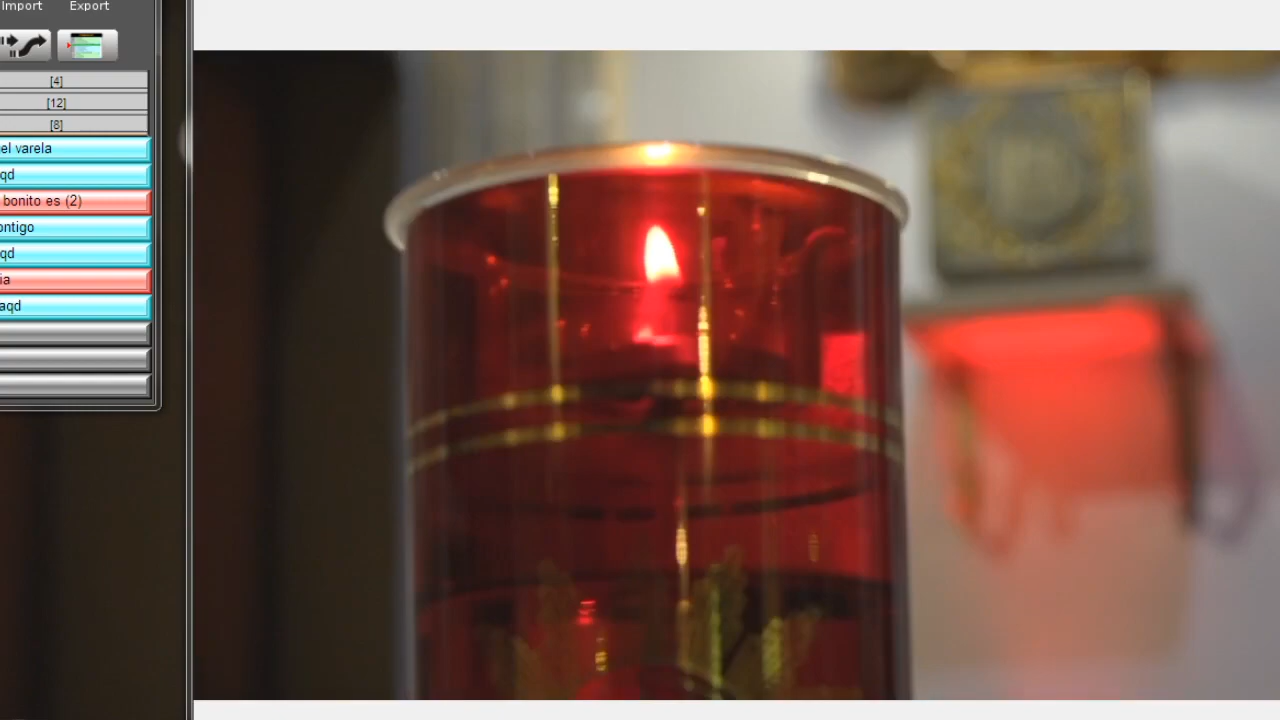 Import Export
[4]
[12]
[8]
el varela
qd
bonito es (2)
ontigo
qd
ia
aqd